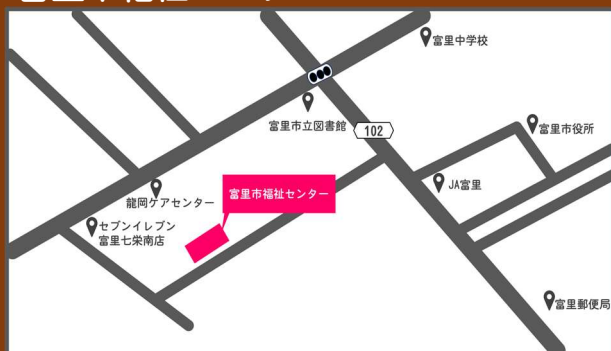 富里中学校
富里市立図書館
102
富里市役所
JA富里
富里市福祉センター
龍岡ケアセンター
セブンイレブン
富里七栄南店
富里郵便局